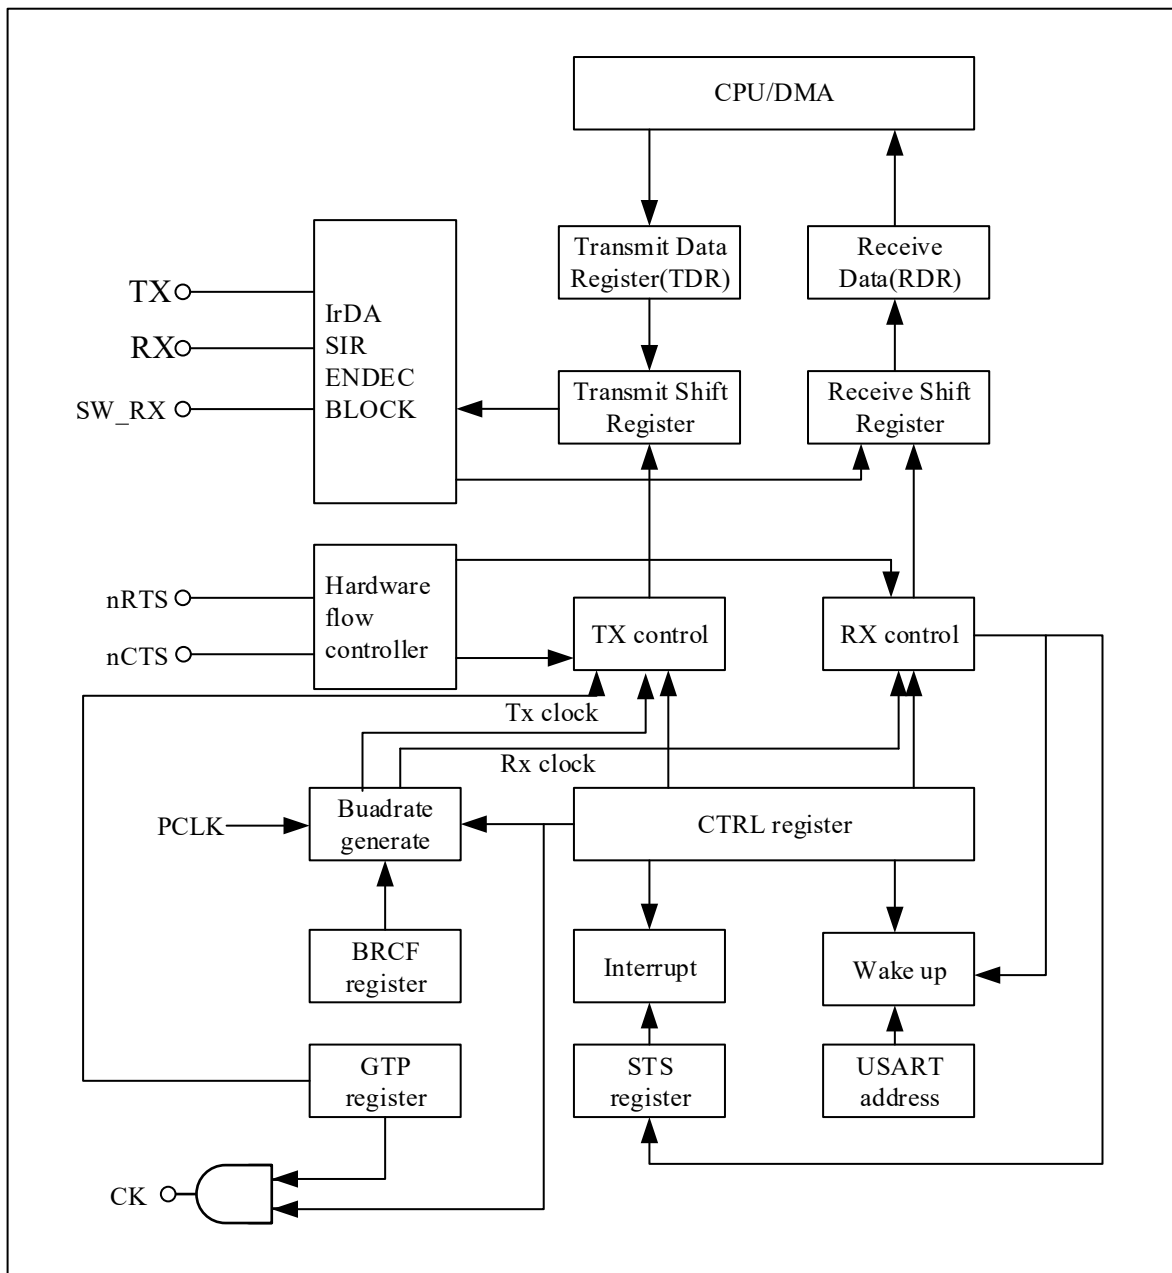 CPU/DMA
Transmit Data
Register(TDR)
Receive
Data(RDR)
TX
RX
SW_RX
IrDA
SIR
ENDEC
BLOCK
Transmit Shift
Register
Receive Shift
Register
nRTS
nCTS
Hardware
flow
controller
TX control
RX control
Tx clock
Rx clock
PCLK
Buadrate
generate
CTRL register
BRCF
register
Interrupt
Wake up
GTP
register
STS
register
USART
address
CK